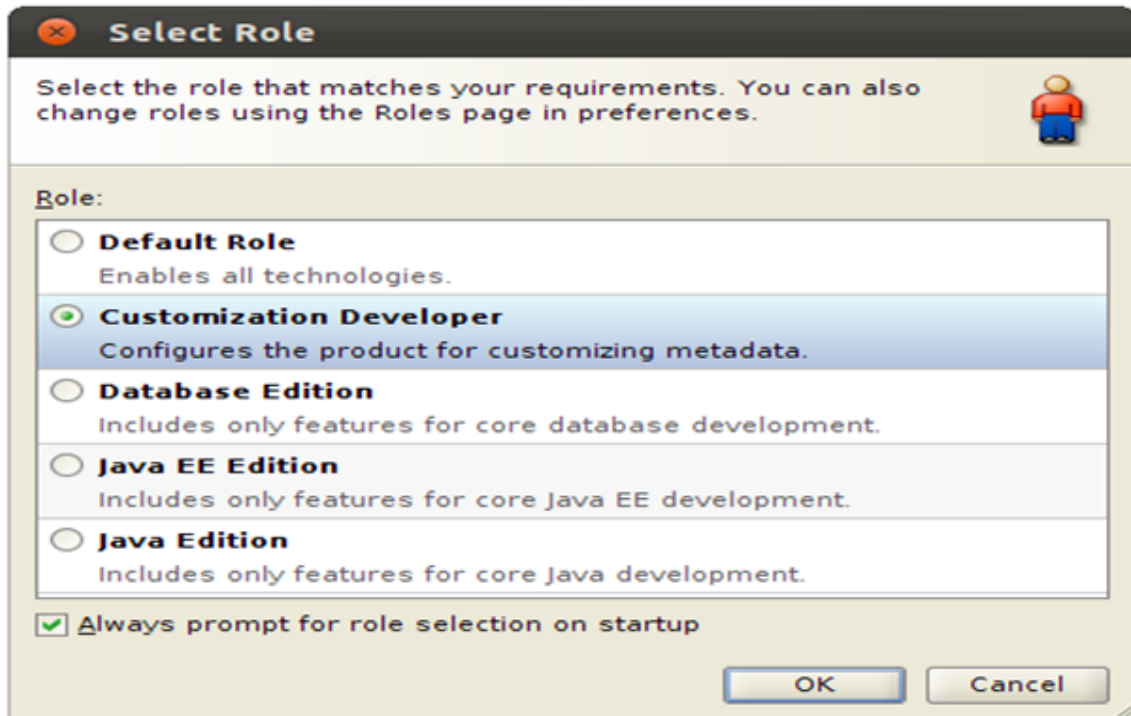 Select Role
Select the role that matches your requirements. You can also
change roles using the Roles page in preferences.
Role:
Default Role
Enables all technologies.
Customization Developer
Configures the product for customizing metadata.
Database Edition
Includes only features for core database development.
Java EE Edition
Includes only features for core Java EE development.
Java Edition
Includes only features for core Java development.
Always prompt for role selection on startup
OK
Cancel